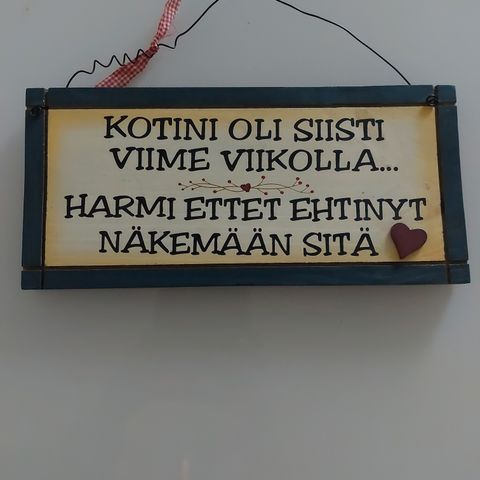 KOTINI OLI SIISTI
VIIME VIIKOLLA...
HARMI ETTET EHTINYT
NÄKEMÄÄN SITÄ